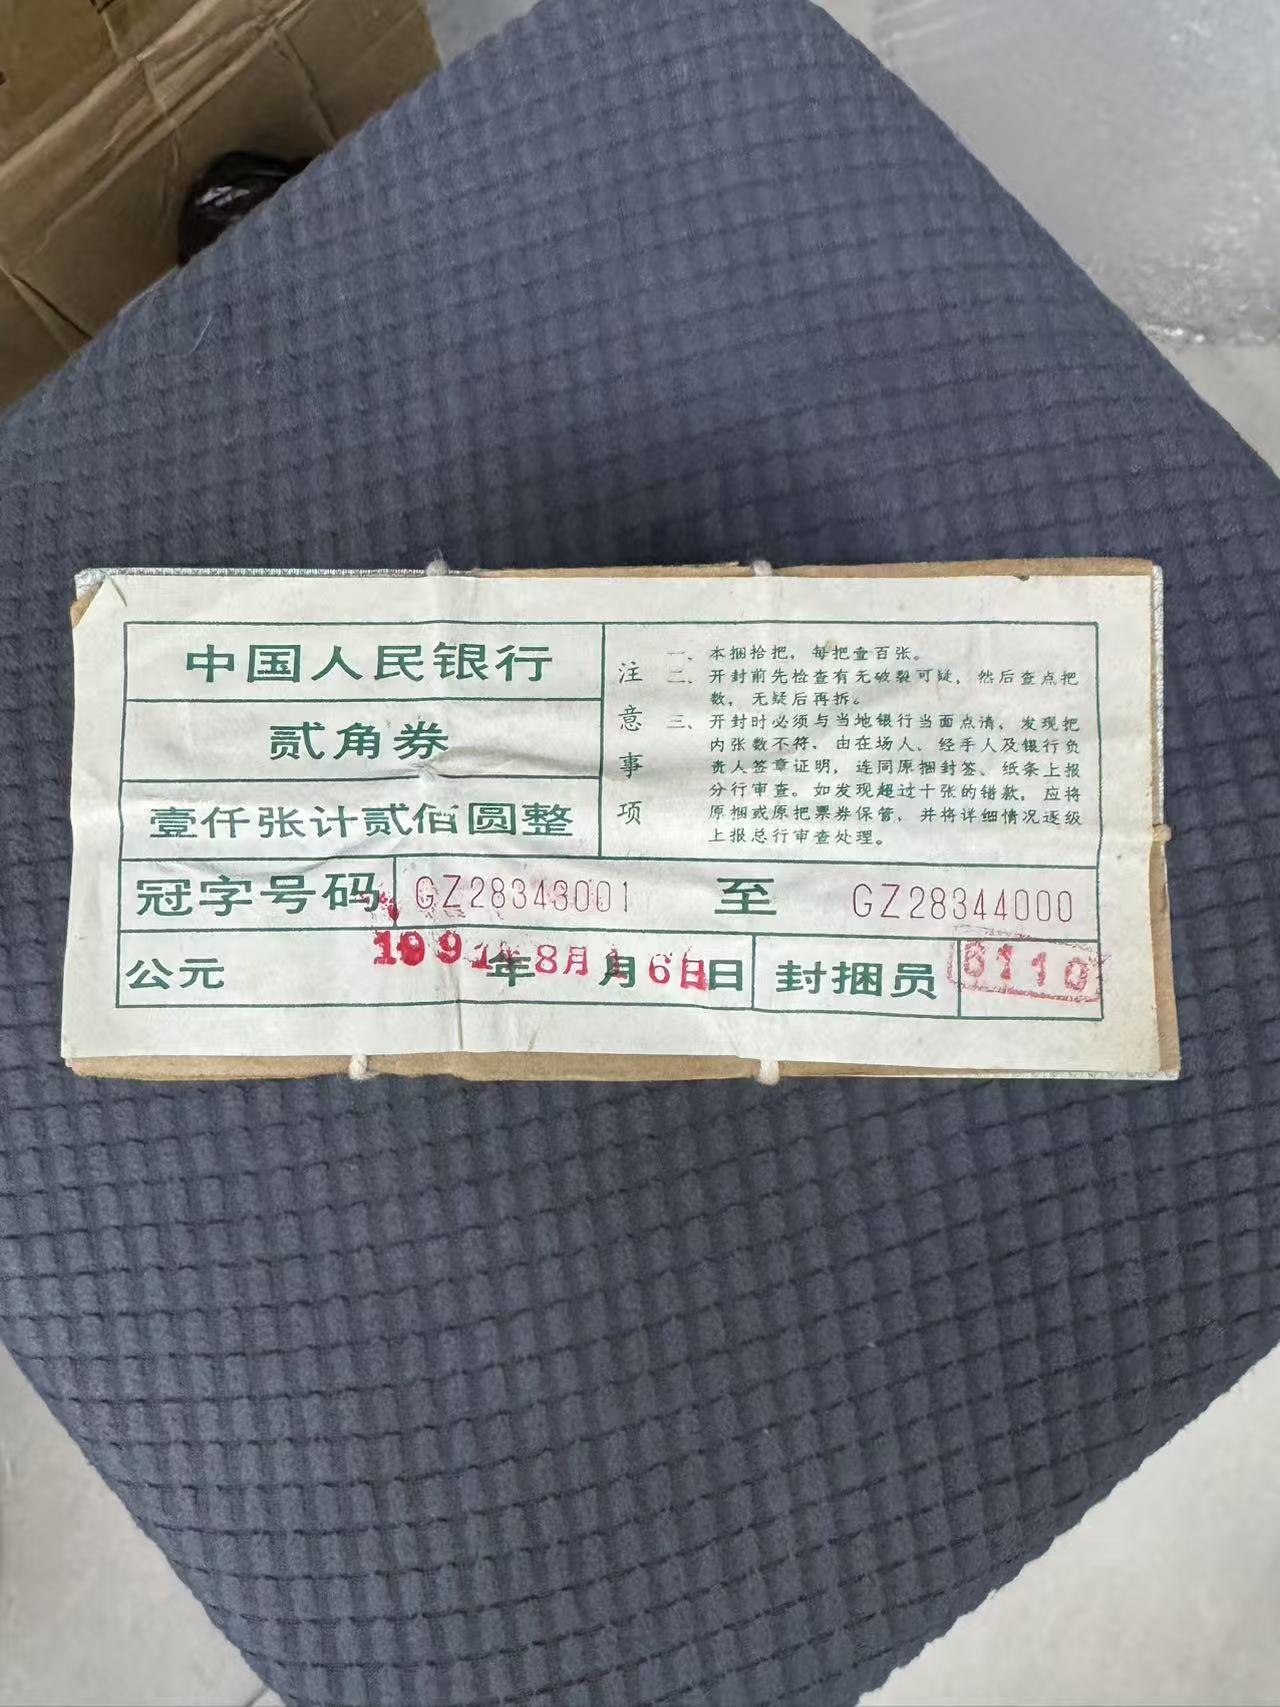 中国人民银行
贰角券
壹仟张计贰佰圆整
注意事项
一、本捆拾把，每把壹百张。
二、开封前先检查有无破裂可疑，然后查点把
数，无疑后再拆。
三、开封时必须与当地银行当面点清，发现把
内张数不符，由在场人、经手人及银行负
责人签章证明，连同原捆封签、纸条上报
分行审查。如发现超过十张的错款，应将
原捆或原把票券保管，并将详细情况逐级
上报总行审查处理。
冠字号码 GZ28343001 至 GZ28344000
公元 1991年8月月6日日 封捆员 6110